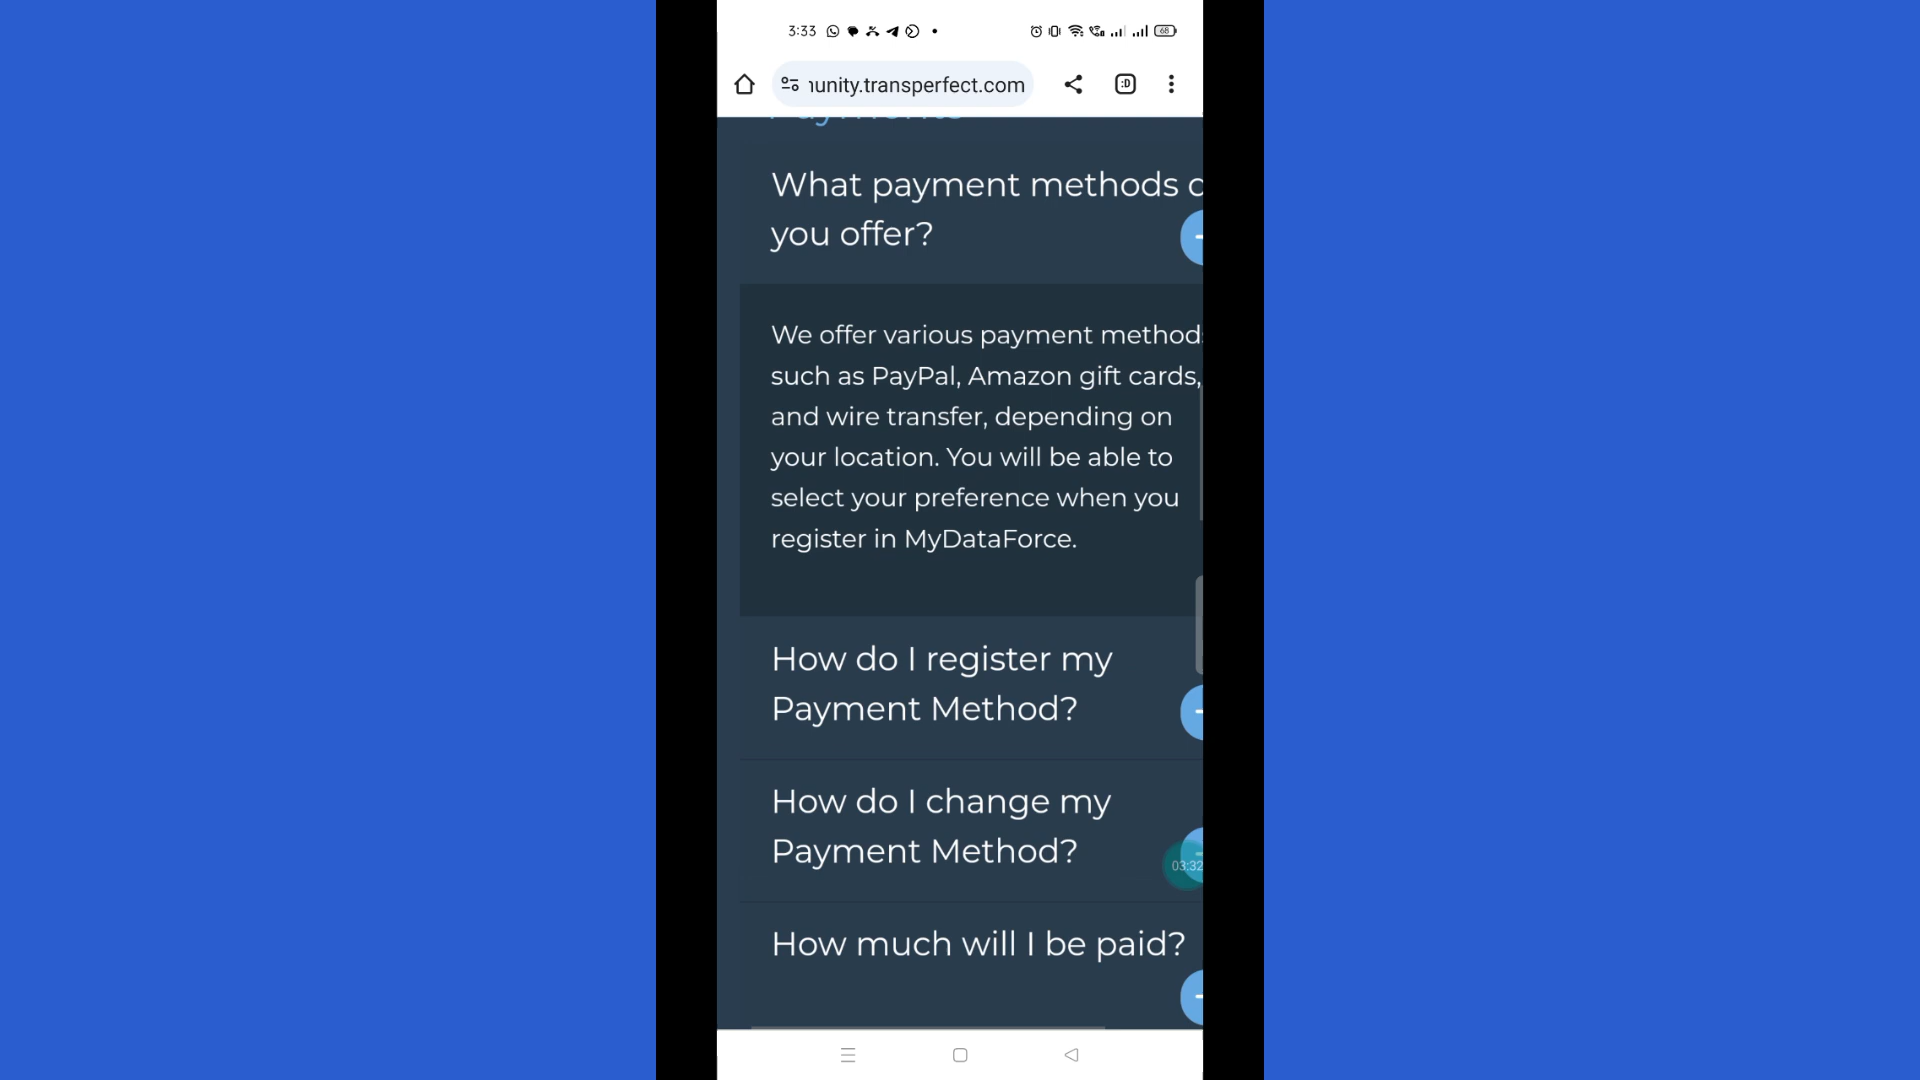 3:33
68
unity.transperfect.com
:D
Payments
What payment methods
you offer?
We offer various payment method
such as PayPal, Amazon gift cards,
and wire transfer, depending on
your location. You will be able to
select your preference when you
register in MyDataForce.
How do I register my
Payment Method?
How do I change my
Payment Method?
03:32
How much will I be paid?